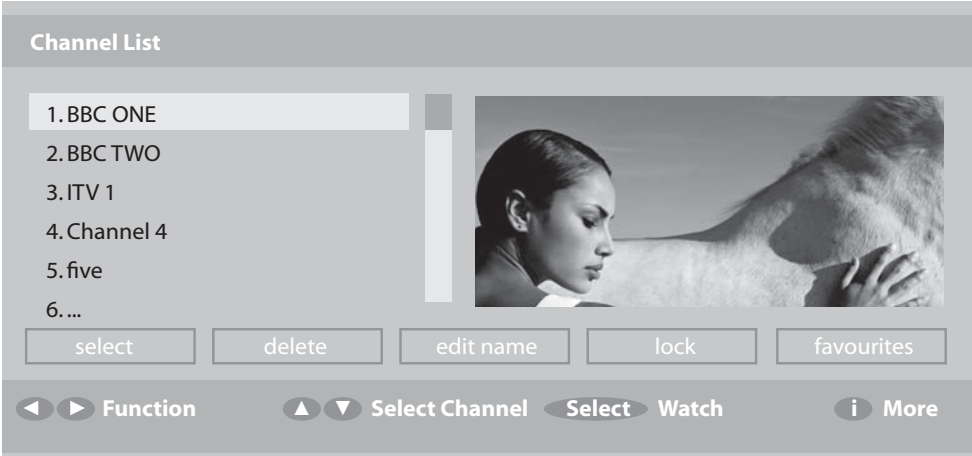 Channel List
1. BBC ONE
2. BBC TWO
3. ITV 1
4. Channel 4
5. five
6. ...
select delete edit name lock favourites
Function Select Channel Select Watch i More